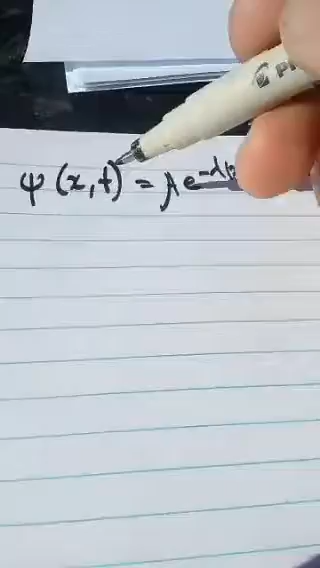 ψ(x,t) = Ae^-λ|